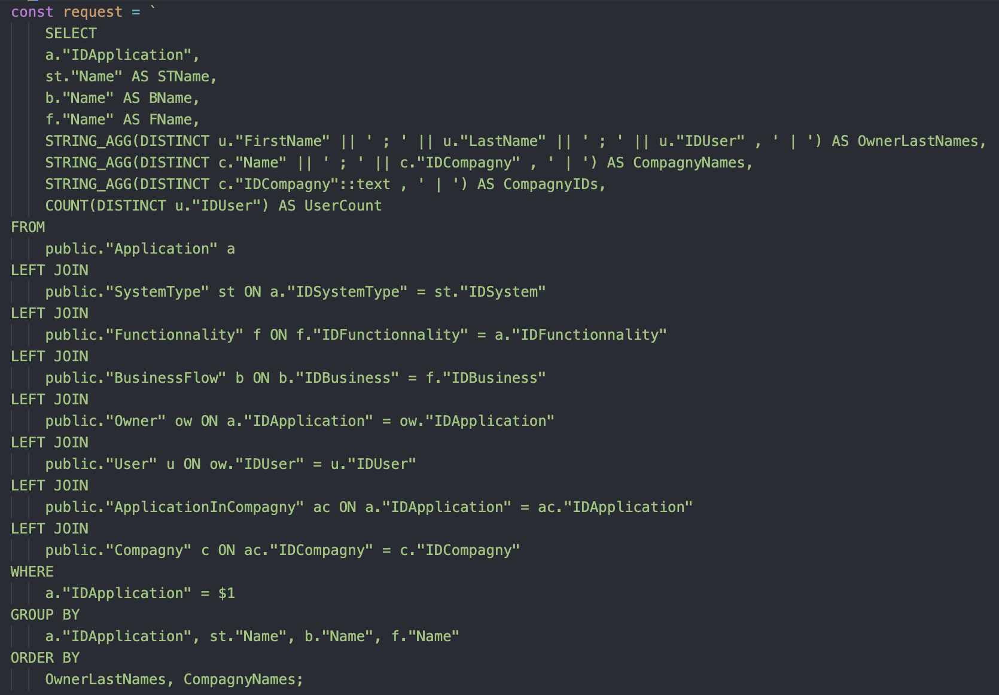 const request = `
SELECT
a."IDApplication",
st."Name" AS STName,
b."Name" AS BName,
f."Name" AS FName,
STRING_AGG(DISTINCT u."FirstName" || ' ; ' || u."LastName" || ' ; ' || u."IDUser" , ' | ') AS OwnerLastNames,
STRING_AGG(DISTINCT c."Name" || ' ; ' || c."IDCompagny" , ' | ') AS CompagnyNames,
STRING_AGG(DISTINCT c."IDCompagny"::text , ' | ') AS CompagnyIDs,
COUNT(DISTINCT u."IDUser") AS UserCount
FROM
public."Application" a
LEFT JOIN
public."SystemType" st ON a."IDSystemType" = st."IDSystem"
LEFT JOIN
public."Functionnality" f ON f."IDFunctionnality" = a."IDFunctionnality"
LEFT JOIN
public."BusinessFlow" b ON b."IDBusiness" = f."IDBusiness"
LEFT JOIN
public."Owner" ow ON a."IDApplication" = ow."IDApplication"
LEFT JOIN
public."User" u ON ow."IDUser" = u."IDUser"
LEFT JOIN
public."ApplicationInCompagny" ac ON a."IDApplication" = ac."IDApplication"
LEFT JOIN
public."Compagny" c ON ac."IDCompagny" = c."IDCompagny"
WHERE
a."IDApplication" = $1
GROUP BY
a."IDApplication", st."Name", b."Name", f."Name"
ORDER BY
OwnerLastNames, CompagnyNames;